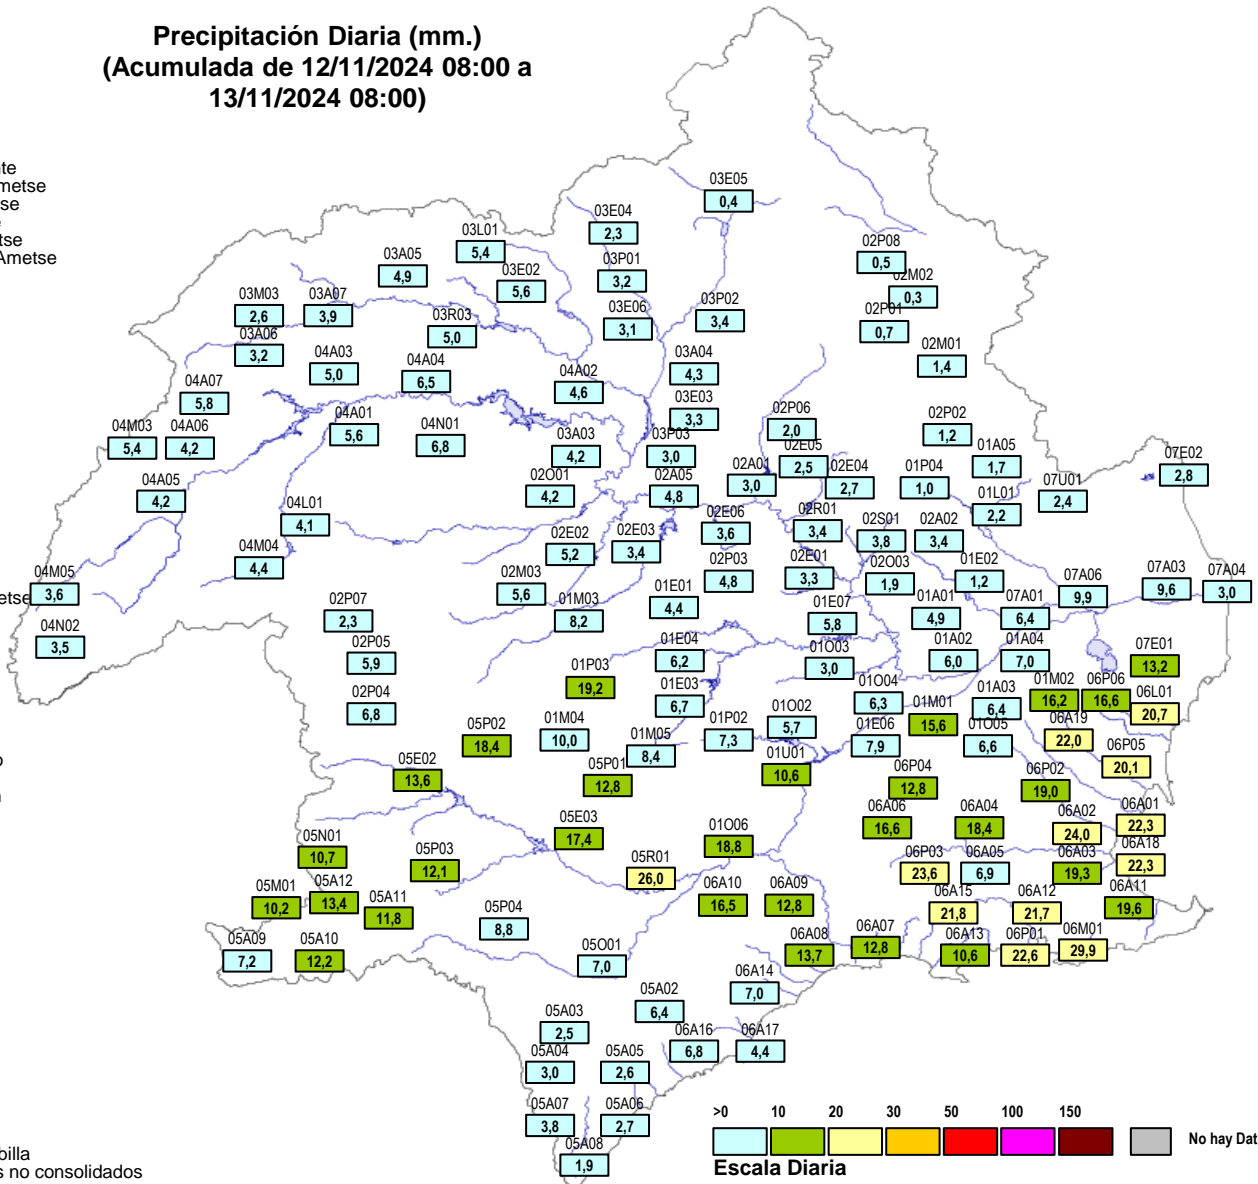 Precipitación Diaria (mm.)
(Acumulada de 12/11/2024 08:00 a
13/11/2024 08:00)
nte
metse
tse
e
etse
Ametse
03E05
0,4
03E04
2,3
03L01
5,4
02P08
0,5
03A05
4,9
03P01
3,2
03E02
5,6
02M02
0,3
03M03
2,6
03A07
3,9
03P02
3,4
03E06
3,1
02P01
0,7
03R03
5,0
03A06
3,2
02M01
1,4
04A03
5,0
04A04
6,5
03A04
4,3
04A02
4,6
04A07
5,8
03E03
3,3
02P06
2,0
04A01
5,6
02P02
1,2
04M03
5,4
04A06
4,2
04N01
6,8
03A03
4,2
03P03
3,0
02E05
2,5
01A05
1,7
07E02
2,8
02A01
3,0
02E04
2,7
01P04
1,0
07U01
2,4
04A05
4,2
02O01
4,2
02A05
4,8
01L01
2,2
04L01
4,1
02E06
3,6
02R01
3,4
02S01
3,8
02A02
3,4
02E02
5,2
02E03
3,4
04M04
4,4
02P03
4,8
02E01
3,3
02O03
1,9
01E02
1,2
04M05
3,6
etse
02M03
5,6
07A06
9,9
07A03
9,6
07A04
3,0
01E01
4,4
02P07
2,3
01M03
8,2
01E07
5,8
01A01
4,9
07A01
6,4
04N02
3,5
02P05
5,9
01E04
6,2
01O03
3,0
01A02
6,0
01A04
7,0
07E01
13,2
01P03
19,2
01M02
16,2
06P06
16,6
02P04
6,8
01E03
6,7
01O04
6,3
01M01
15,6
01A03
6,4
06L01
20,7
05P02
18,4
01M04
10,0
01P02
7,3
01O02
5,7
01E06
7,9
01O05
6,6
06A19
22,0
01M05
8,4
06P05
20,1
05E02
13,6
05P01
12,8
01U01
10,6
06P04
12,8
06P02
19,0
05E03
17,4
01O06
18,8
06A06
16,6
06A04
18,4
06A02
24,0
06A01
22,3
05N01
10,7
05P03
12,1
05R01
26,0
06P03
23,6
06A05
6,9
06A03
19,3
06A18
22,3
05M01
10,2
05A12
13,4
05A11
11,8
06A10
16,5
06A09
12,8
06A15
21,8
06A12
21,7
06A11
19,6
05P04
8,8
05A09
7,2
05A10
12,2
05O01
7,0
06A08
13,7
06A07
12,8
06A13
10,6
06P01
22,6
06M01
29,9
06A14
7,0
05A02
6,4
05A03
2,5
06A16
6,8
06A17
4,4
05A04
3,0
05A05
2,6
05A07
3,8
05A06
2,7
05A08
1,9
>0 10 20 30 50 100 150
No hay Dat
Escala Diaria
billa
s no consolidados